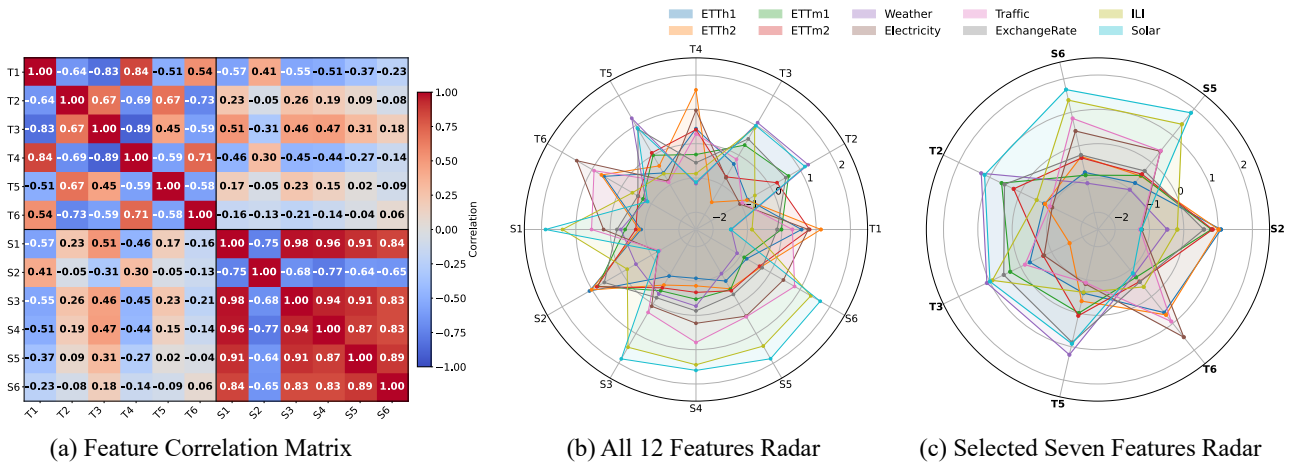 ETTh1 ETTm1 Weather Traffic ILI
ETTh2 ETTm2 Electricity ExchangeRate Solar
T1 1.00 -0.64 -0.83 0.84 -0.51 0.54 -0.57 0.41 -0.55 -0.51 -0.37 -0.23
T2 -0.64 1.00 0.67 -0.69 0.67 -0.73 0.23 -0.05 0.26 0.19 0.09 -0.08
T3 -0.83 0.67 1.00 -0.89 0.45 -0.59 0.51 -0.31 0.46 0.47 0.31 0.18
T4 0.84 -0.69 -0.89 1.00 -0.59 0.71 -0.46 0.30 -0.45 -0.44 -0.27 -0.14
T5 -0.51 0.67 0.45 -0.59 1.00 -0.58 0.17 -0.05 0.23 0.15 0.02 -0.09
T6 0.54 -0.73 -0.59 0.71 -0.58 1.00 -0.16 -0.13 -0.21 -0.14 -0.04 0.06
S1 -0.57 0.23 0.51 -0.46 0.17 -0.16 1.00 -0.75 0.98 0.96 0.91 0.84
S2 0.41 -0.05 -0.31 0.30 -0.05 -0.13 -0.75 1.00 -0.68 -0.77 -0.64 -0.65
S3 -0.55 0.26 0.46 -0.45 0.23 -0.21 0.98 -0.68 1.00 0.94 0.91 0.83
S4 -0.51 0.19 0.47 -0.44 0.15 -0.14 0.96 -0.77 0.94 1.00 0.87 0.83
S5 -0.37 0.09 0.31 -0.27 0.02 -0.04 0.91 -0.64 0.91 0.87 1.00 0.89
S6 -0.23 -0.08 0.18 -0.14 -0.09 0.06 0.84 -0.65 0.83 0.83 0.89 1.00
T1 T2 T3 T4 T5 T6 S1 S2 S3 S4 S5 S6
1.00
0.75
0.50
0.25
0.00
−0.25
−0.50
−0.75
−1.00
Correlation
T4
T5 T3
T6 T2
S1 T1
S2 S6
S3 S5
S4
−2 −1 0 1 2
S6
S5
T2
S2
T3
T6
T5
−2 −1 0 1 2
(a) Feature Correlation Matrix
(b) All 12 Features Radar
(c) Selected Seven Features Radar